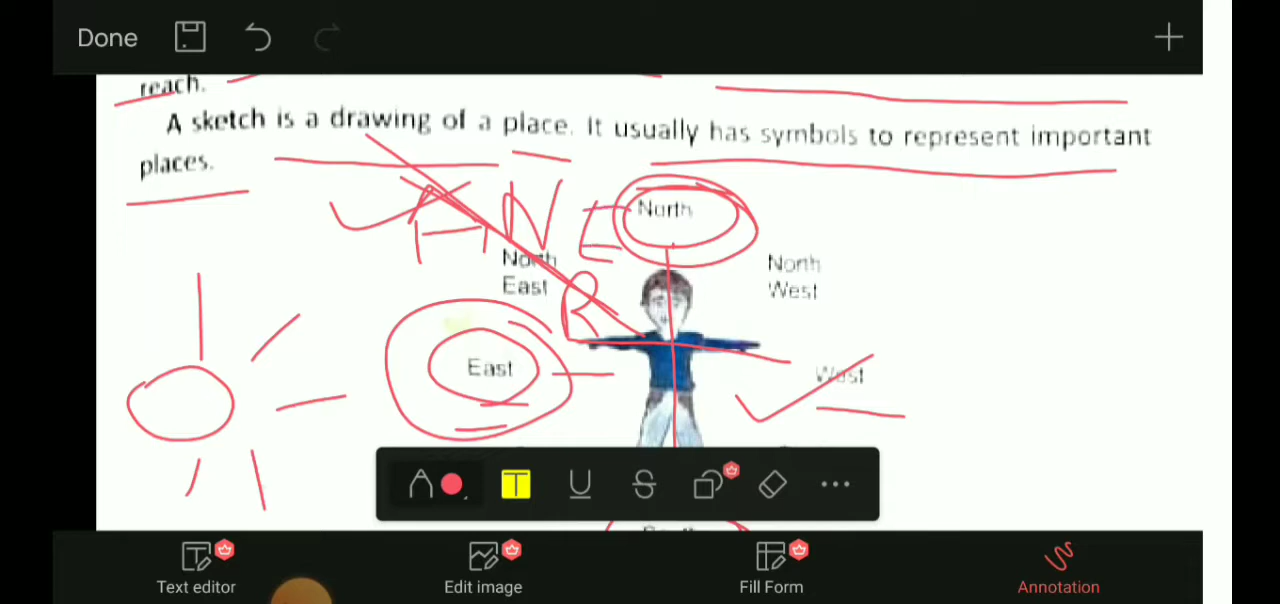 Done
reach.
A sketch is a drawing of a place. It usually has symbols to represent important
places.
North
North
East
North
West
East
West
Text editor
Edit image
Fill Form
Annotation